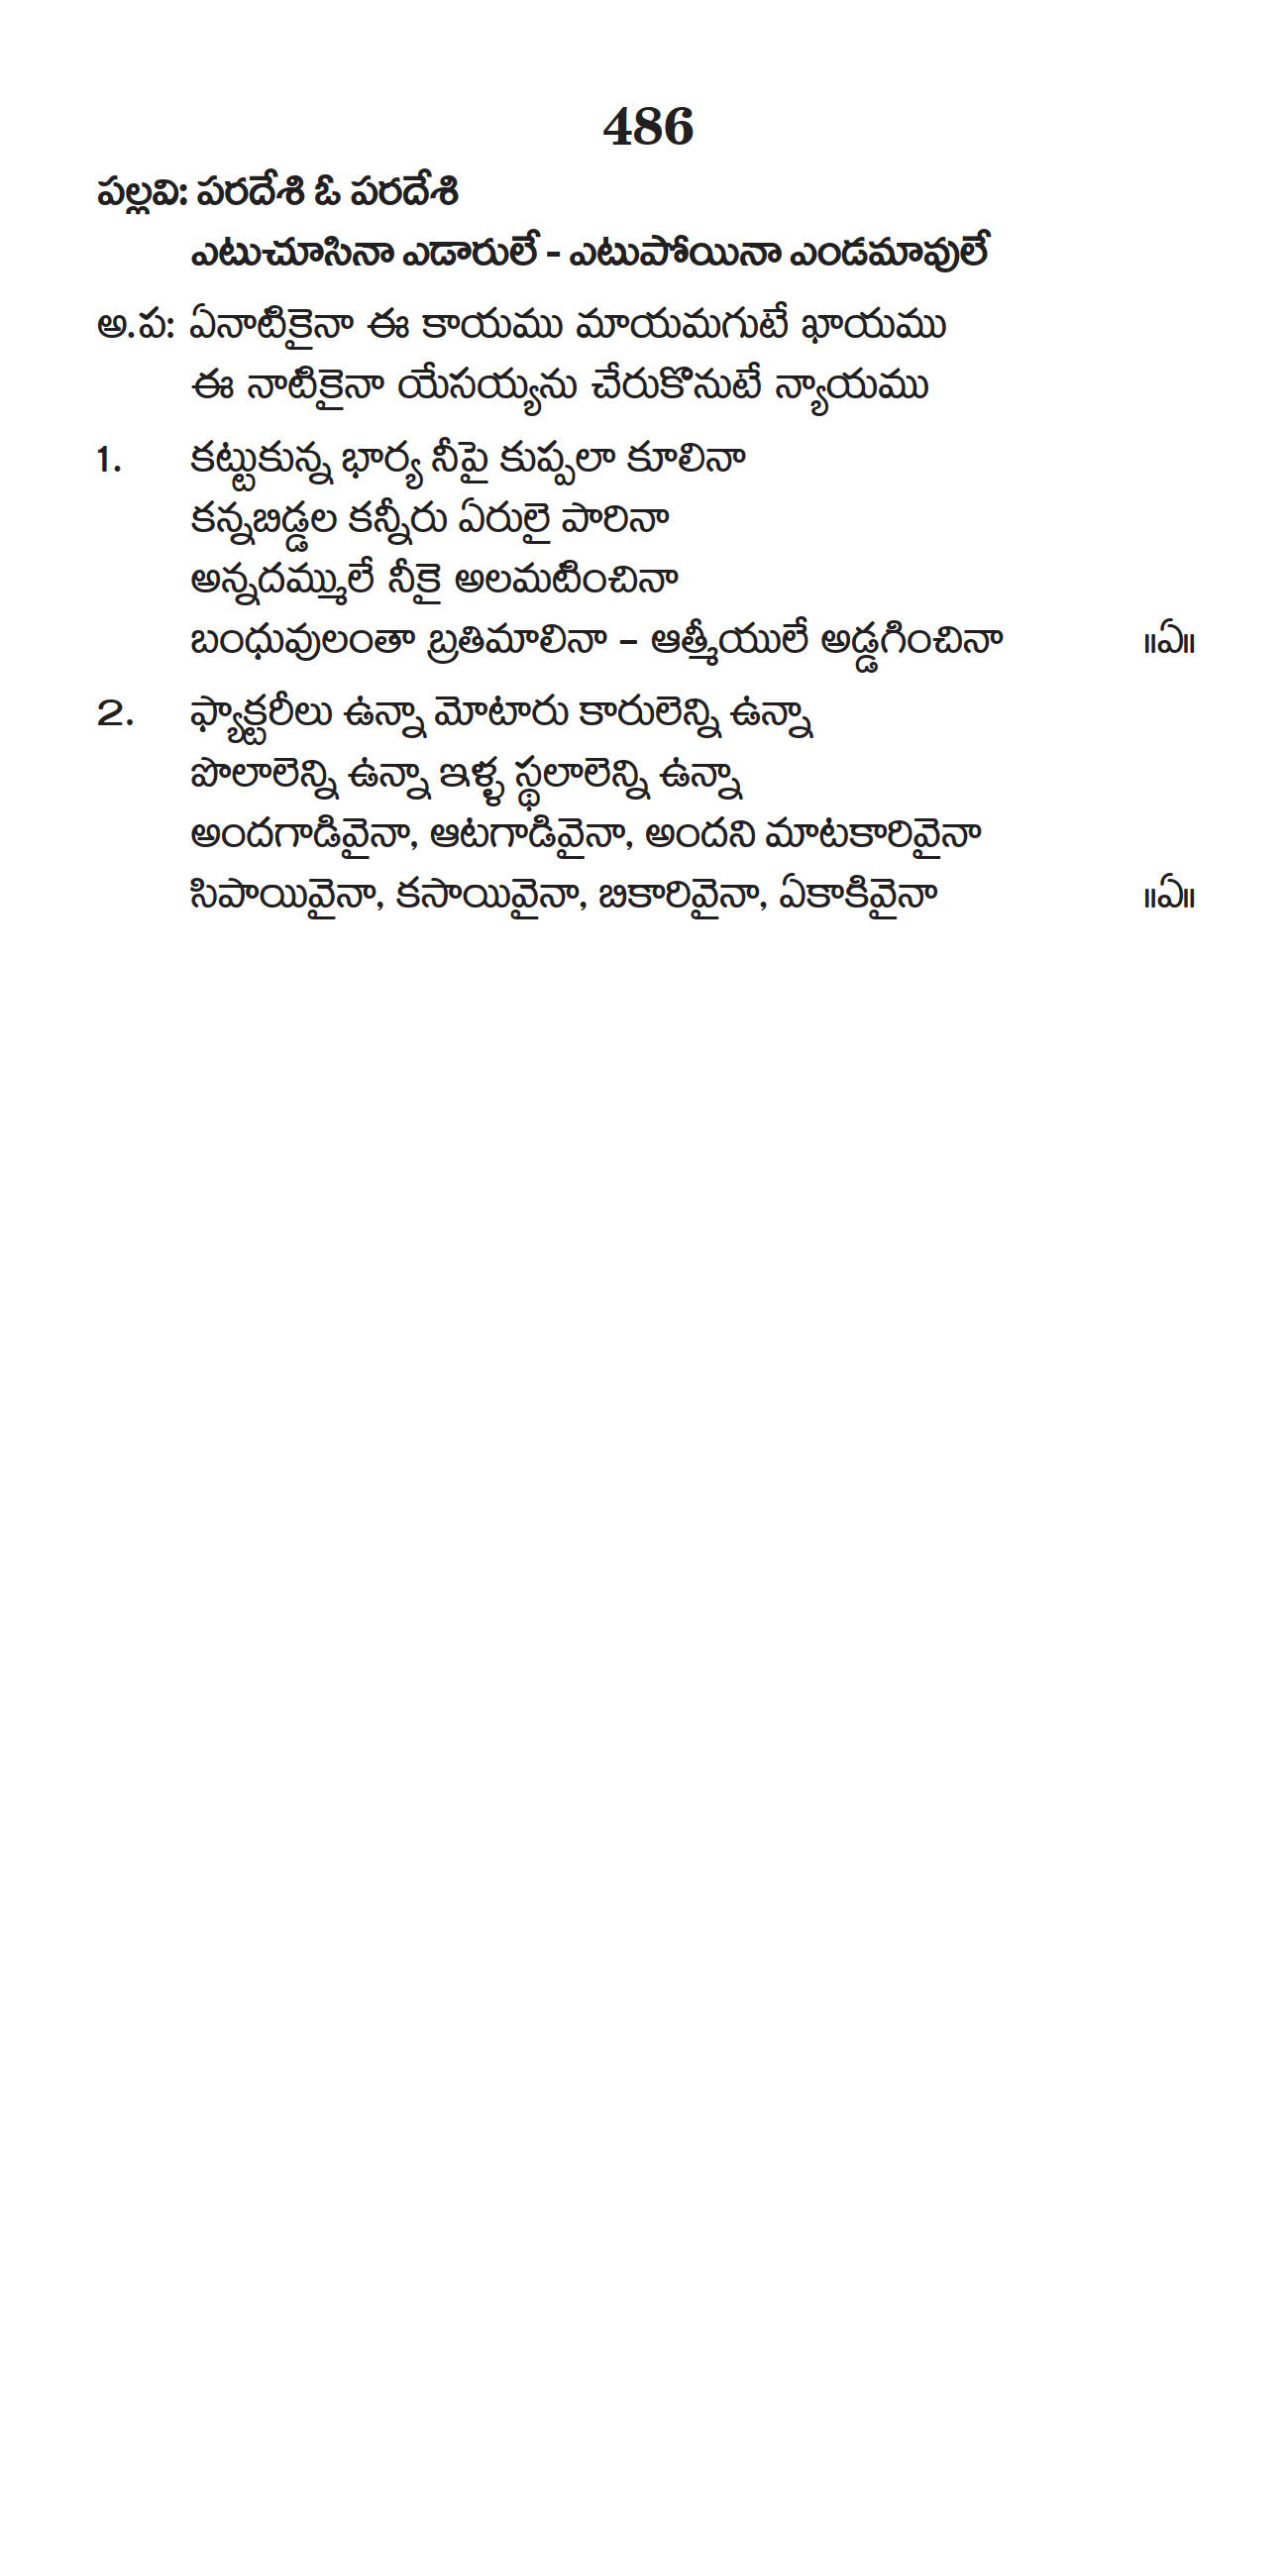 486
పల్లవి: పరదేశి ఓ పరదేశి
ఎటుచూసినా ఎడారులే - ఎటుపోయినా ఎండమావులే
అ.ప: ఏనాటికైనా ఈ కాయము మాయమగుటే ఖాయము
ఈ నాటికైనా యేసయ్యను చేరుకొనుటే న్యాయము
1. కట్టుకున్న భార్య నీపై కుప్పలా కూలినా
కన్నబిడ్డల కన్నీరు ఏరులై పారినా
అన్నదమ్ములే నీకై అలమటించినా
బంధువులంతా బ్రతిమాలినా – ఆత్మీయులే అడ్డగించినా ॥ఏ॥
2. ఫ్యాక్టరీలు ఉన్నా మోటారు కారులెన్ని ఉన్నా
పొలాలెన్ని ఉన్నా ఇళ్ళ స్థలాలెన్ని ఉన్నా
అందగాడివైనా, ఆటగాడివైనా, అందని మాటకారివైనా
సిపాయివైనా, కసాయివైనా, బికారివైనా, ఏకాకివైనా ॥ఏ॥